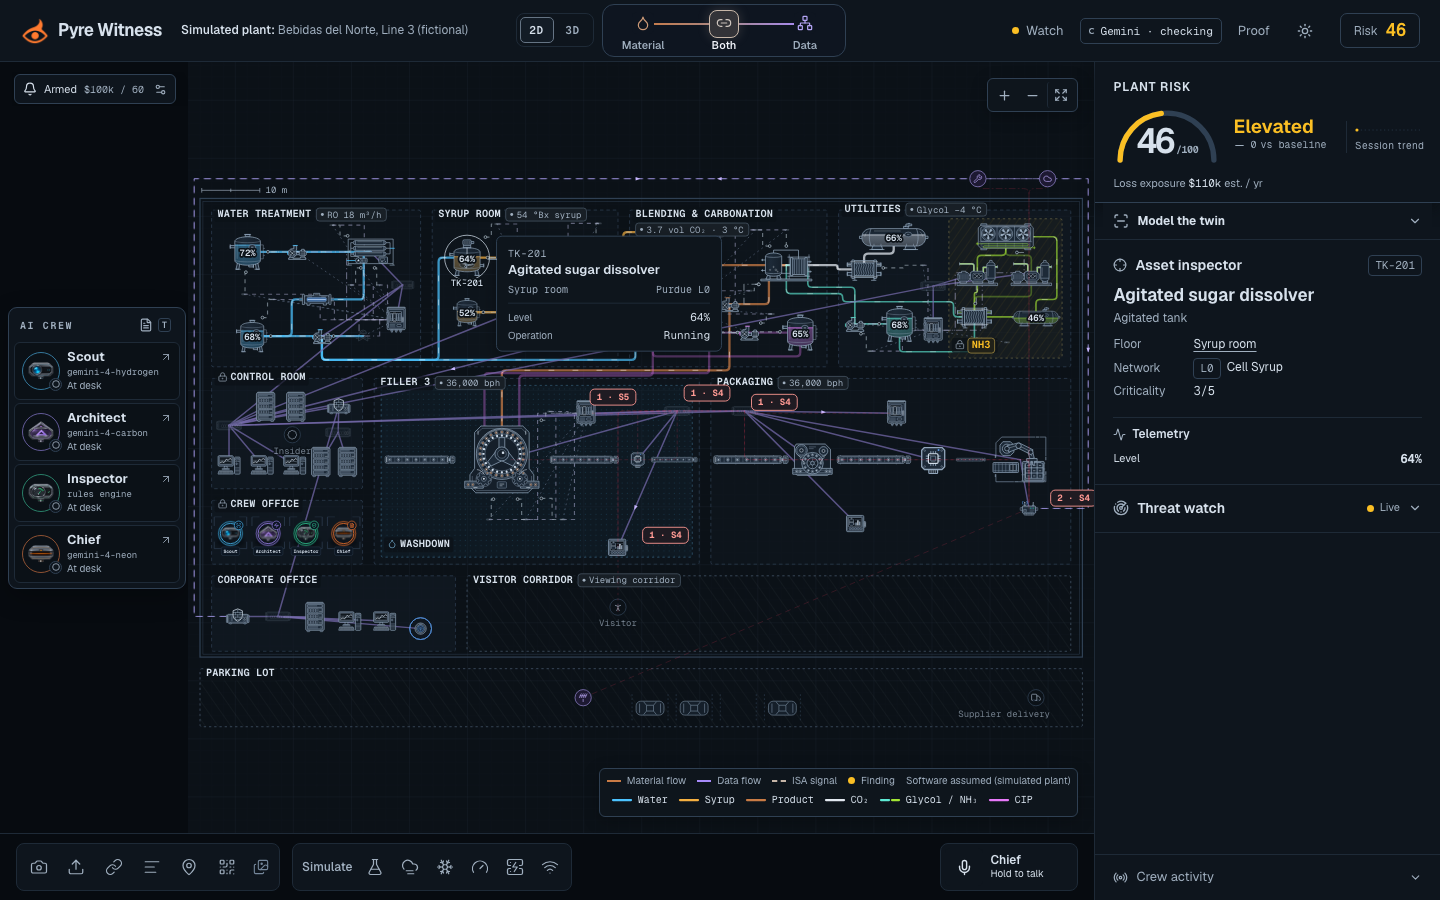 Pyre Witness
Simulated plant: Bebidas del Norte, Line 3 (fictional)
2D 3D
Material Both Data
Watch
Gemini · checking
Proof
Risk 46
Armed $100k / 60
PLANT RISK
46 /100
Elevated
— 0 vs baseline
Session trend
Loss exposure $110k est. / yr
Model the twin
Asset inspector TK-201
Agitated sugar dissolver
Agitated tank
Floor Syrup room
Network L0 Cell Syrup
Criticality 3/5
Telemetry
Level 64%
Threat watch Live
Crew activity
AI CREW T
Scout
gemini-4-hydrogen
At desk
Architect
gemini-4-carbon
At desk
Inspector
rules engine
At desk
Chief
gemini-4-neon
At desk
10 m
WATER TREATMENT RO 18 m³/h
72%
68%
SYRUP ROOM 54 °Bx syrup
64%
TK-201
52%
BLENDING & CARBONATION
3.7 vol CO₂ · 3 °C
65%
UTILITIES Glycol -4 °C
66%
68%
46%
NH3
TK-201
Agitated sugar dissolver
Syrup room Purdue L0
Level 64%
Operation Running
CONTROL ROOM
Insider
FILLER 3 36,000 bph
1 · S5
1 · S4
PACKAGING 36,000 bph
1 · S4
2 · S4
1 · S4
WASHDOWN
CREW OFFICE
Scout Architect Inspector Chief
CORPORATE OFFICE
VISITOR CORRIDOR Viewing corridor
Visitor
PARKING LOT
Supplier delivery
Material flow Data flow ISA signal Finding Software assumed (simulated plant)
Water Syrup Product CO₂ Glycol / NH₃ CIP
Simulate
Chief
Hold to talk